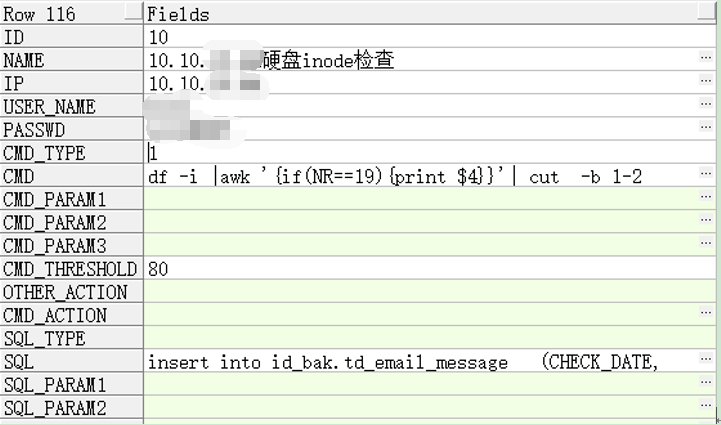 Row 116 Fields
ID 10
NAME 10.10. 硬盘inode检查
IP 10.10.
USER_NAME
PASSWD
CMD_TYPE 1
CMD df -i |awk '{if(NR==19){print $4}}'| cut -b 1-2
CMD_PARAM1
CMD_PARAM2
CMD_PARAM3
CMD_THRESHOLD 80
OTHER_ACTION
CMD_ACTION
SQL_TYPE
SQL insert into id_bak.td_email_message (CHECK_DATE,
SQL_PARAM1
SQL_PARAM2